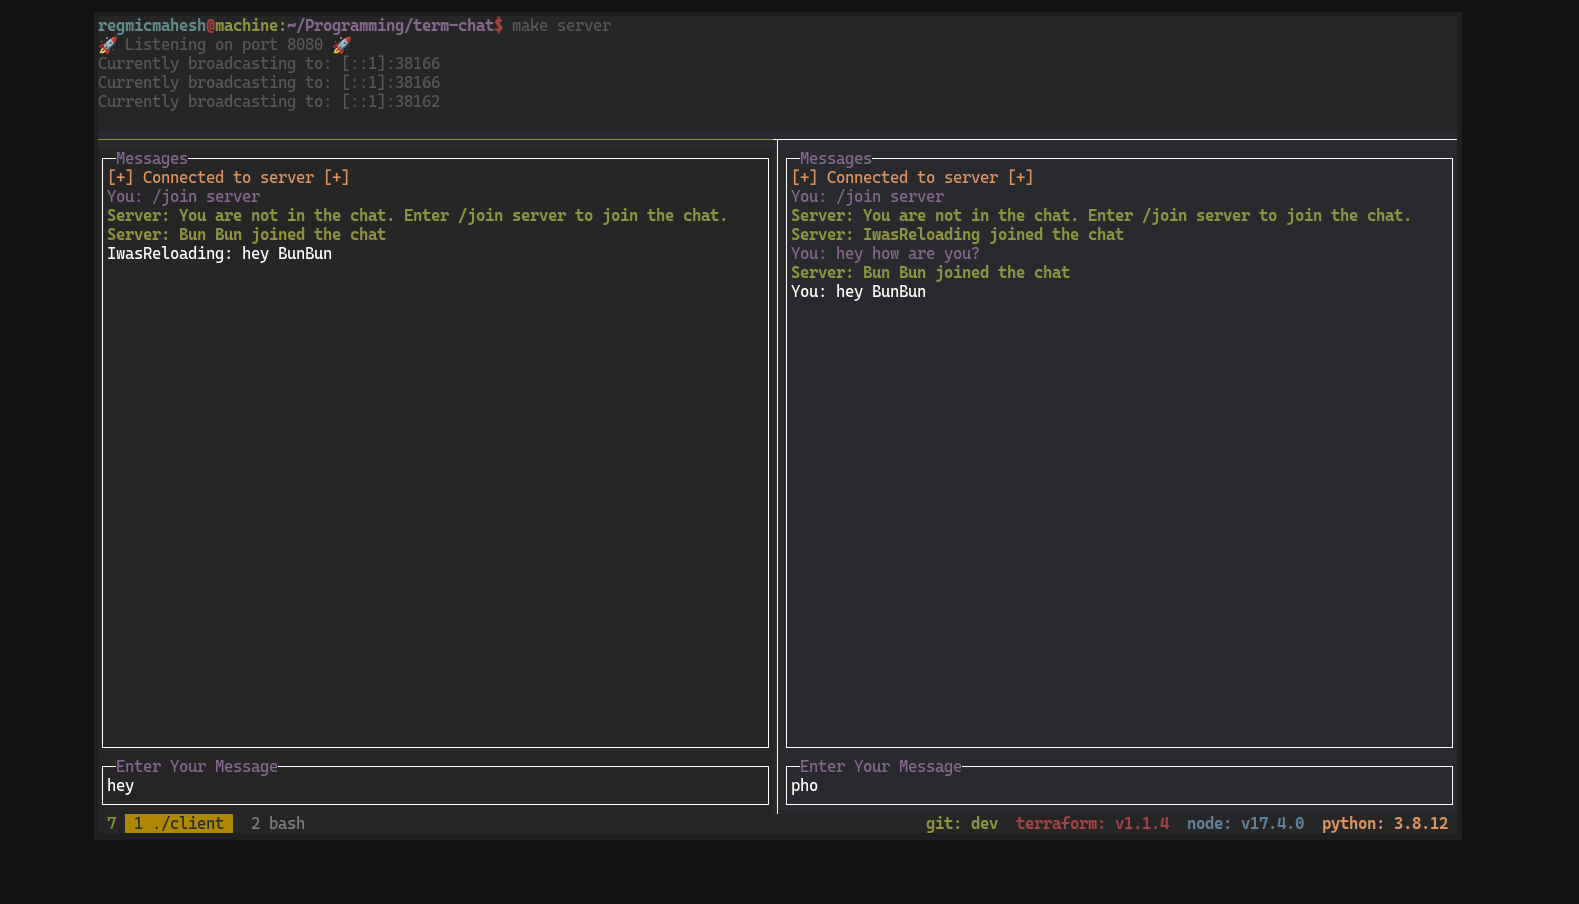 regmicmahesh@machine:~/Programming/term-chat$ make server
🚀 Listening on port 8080 🚀
Currently broadcasting to: [::1]:38166
Currently broadcasting to: [::1]:38166
Currently broadcasting to: [::1]:38162
Messages
[+] Connected to server [+]
You: /join server
Server: You are not in the chat. Enter /join server to join the chat.
Server: Bun Bun joined the chat
IwasReloading: hey BunBun
Enter Your Message
hey
Messages
[+] Connected to server [+]
You: /join server
Server: You are not in the chat. Enter /join server to join the chat.
Server: IwasReloading joined the chat
You: hey how are you?
Server: Bun Bun joined the chat
You: hey BunBun
Enter Your Message
pho
7 1 ./client 2 bash git: dev terraform: v1.1.4 node: v17.4.0 python: 3.8.12